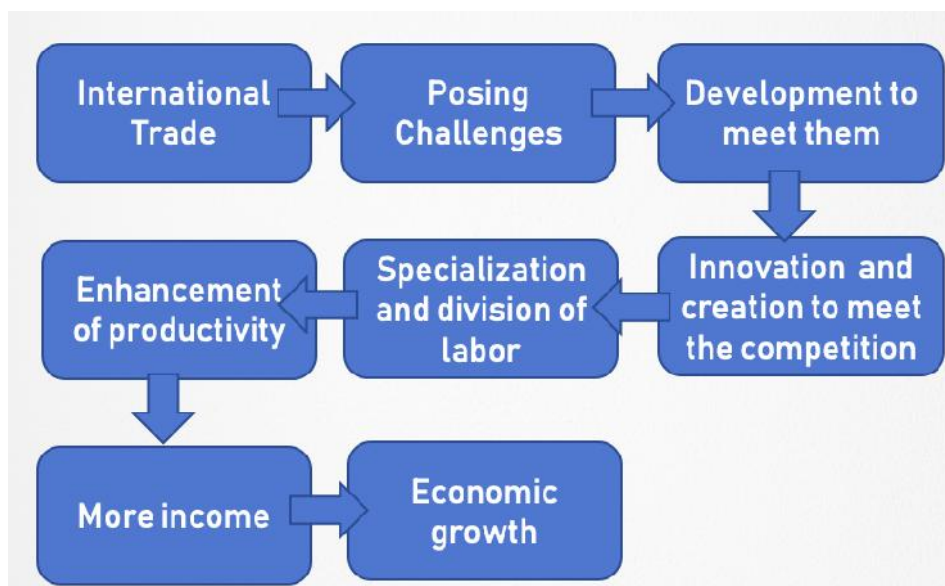 International
Trade
Posing
Challenges
Development to
meet them
Innovation and
creation to meet
the competition
Specialization
and division of
labor
Enhancement
of productivity
More income
Economic
growth